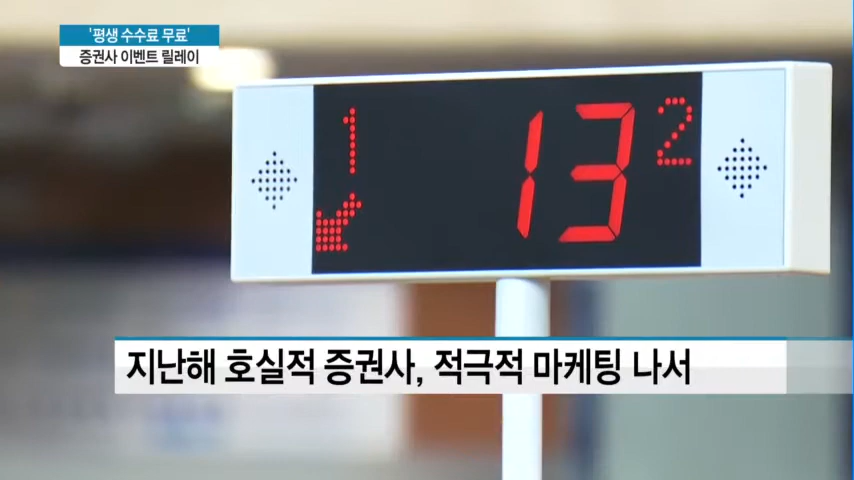 '평생 수수료 무료'
증권사 이벤트 릴레이
1 13 2
지난해 호실적 증권사, 적극적 마케팅 나서